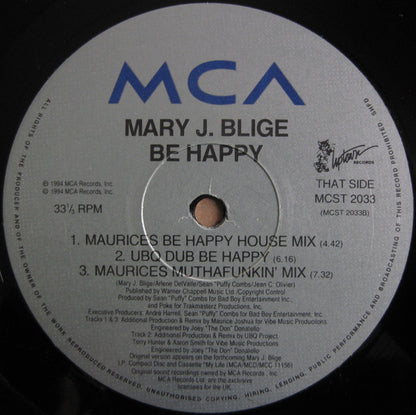 MCA
MARY J. BLIGE
BE HAPPY
Uptown
RECORDS
℗ 1994 MCA Records, Inc.
© 1994 MCA Records, Inc.
33⅓ RPM
THAT SIDE
MCST 2033
(MCST 2033B)
1. MAURICES BE HAPPY HOUSE MIX (4.42)
2. UBQ DUB BE HAPPY (6.16)
3. MAURICES MUTHAFUNKIN' MIX (7.32)
(Mary J. Blige/Arlene DelValle/Sean "Puffy Combs/Jean C. Olivier)
Published by Warner Chappell Music Ltd./Copyright Control
Produced by Sean "Puffy" Combs for Bad Boy Entertainment Inc.,
and Poke for Trakmasterz Productions.
Executive Producers: Andre Harrell, Sean "Puffy" Combs for Bad Boy Entertainment, Inc.
Tracks 1 & 3: Additional Production & Remix by Maurice Joshua for Vibe Music Productions
Engineered by Joey "The Don" Donatello
Track 2: Additional Production & Remix by UBQ Project.
Terry Hunter & Aaron Smith for Vibe Music Productions
Engineered by Joey "The Don" Donatello
Original version appears on the forthcoming Mary J. Blige
LP Compact Disc and Cassette "My Life" (MCA/MCD/MCC 11156)
Original sound recordings owned by MCA Records Inc.
MCA Records Ltd. are the exclusive
licensees for the UK.
ALL RIGHTS OF THE PRODUCER AND OF THE OWNER OF THE WORK REPRODUCED RESERVED. UNAUTHORISED COPYING, HIRING, LENDING, PUBLIC PERFORMANCE AND BROADCASTING OF THIS RECORD PROHIBITED